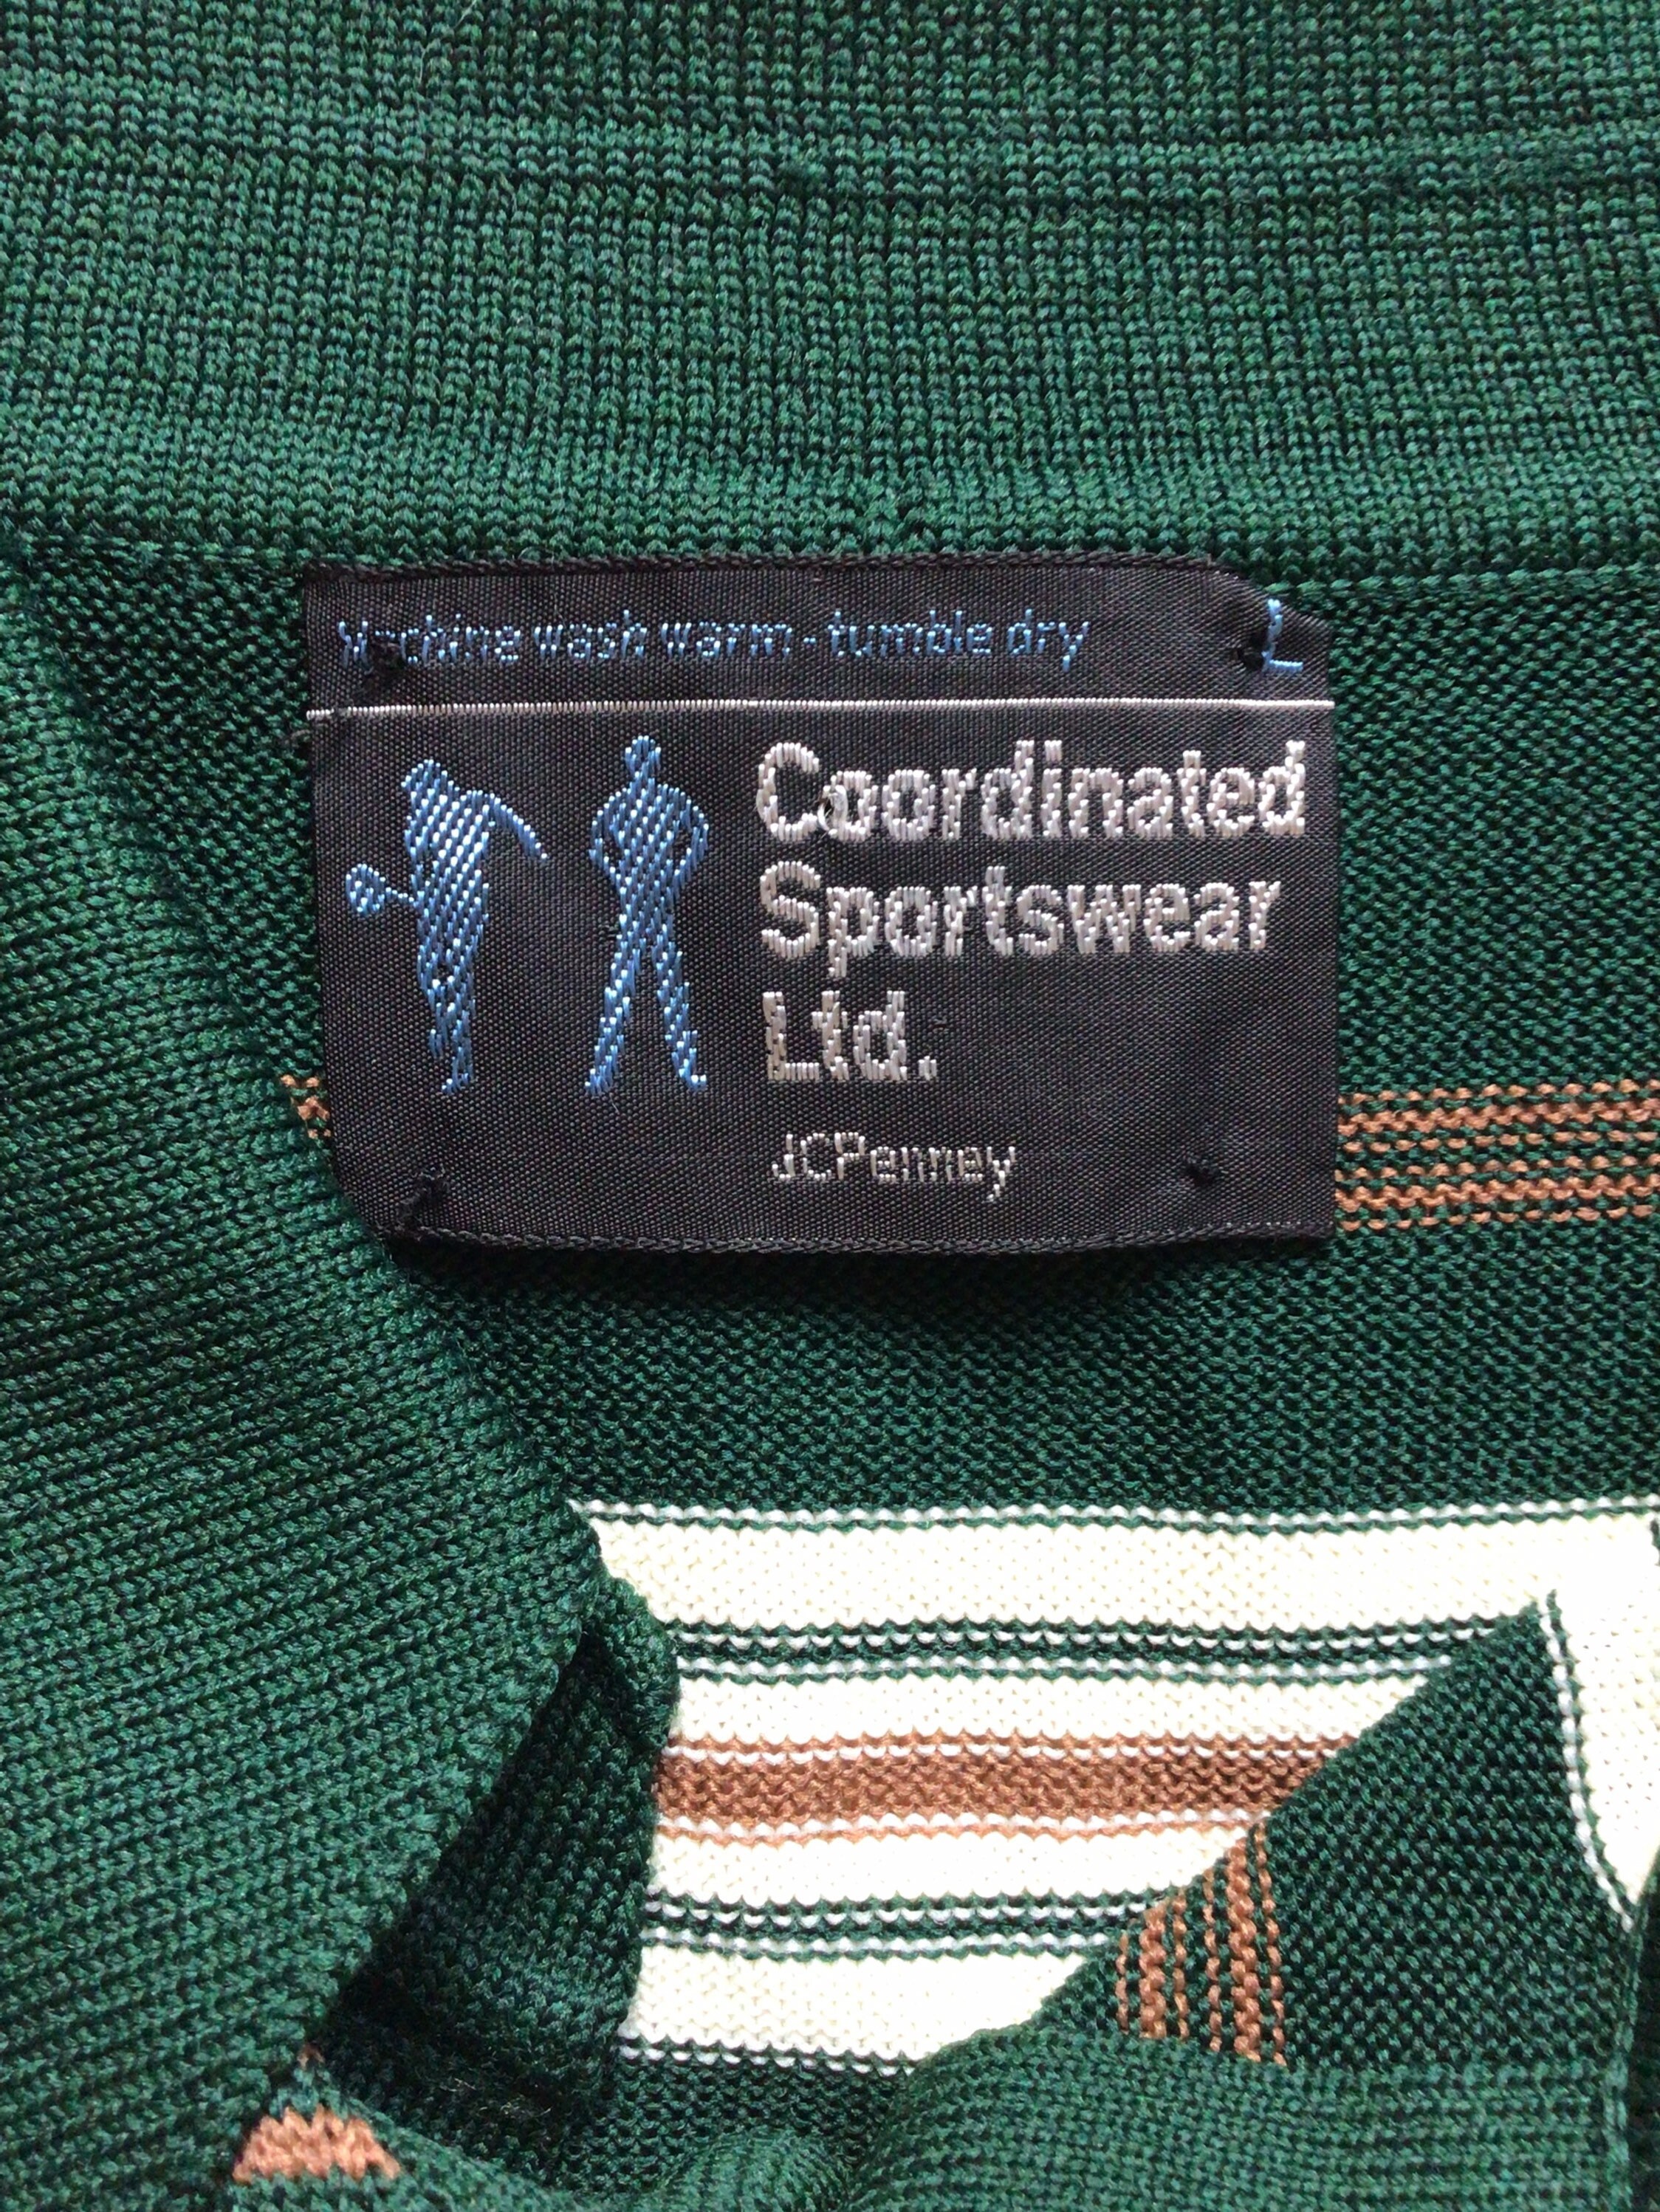 Machine wash warm - tumble dry L
Coordinated
Sportswear
Ltd.
JCPenney